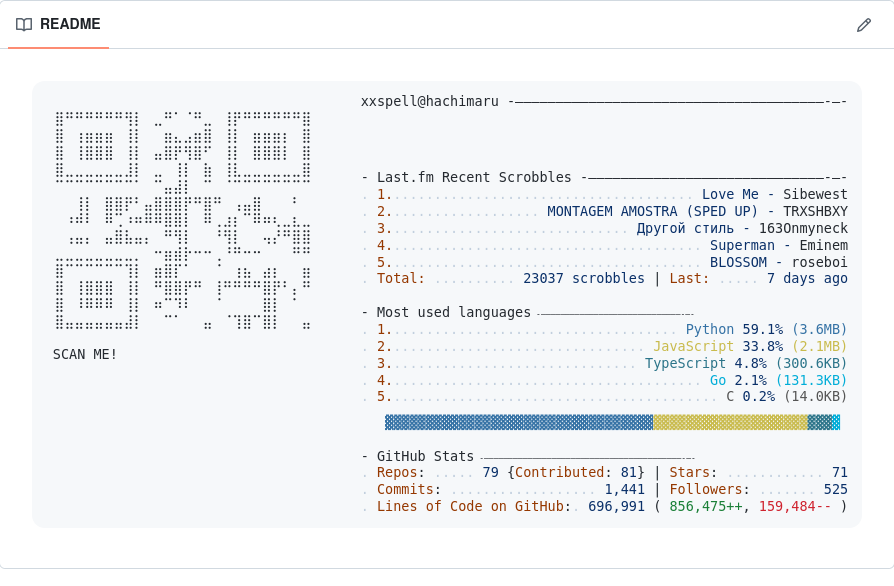 README
xxspell@hachimaru -————————————————————————————————————————-—-
- Last.fm Recent Scrobbles -————————————————————————————————-—-
. 1. ........................................ Love Me - Sibewest
. 2. ..................... MONTAGEM AMOSTRA (SPED UP) - TRXSHBXY
. 3. ................................ Другой стиль - 163Onmyneck
. 4. ......................................... Superman - Eminem
. 5. ......................................... BLOSSOM - roseboi
. Total: .......... 23037 scrobbles | Last: ..... 7 days ago
- Most used languages -———————————————————-—-
. 1. ...................................... Python 59.1% (3.6MB)
. 2. .................................. JavaScript 33.8% (2.1MB)
. 3. ................................. TypeScript 4.8% (300.6KB)
. 4. ......................................... Go 2.1% (131.3KB)
. 5. ........................................... C 0.2% (14.0KB)
- GitHub Stats -——————————————————————————-—-
. Repos: ..... 79 {Contributed: 81} | Stars: ............ 71
. Commits: .................. 1,441 | Followers: ....... 525
. Lines of Code on GitHub:. 696,991 ( 856,475++, 159,484-- )
SCAN ME!